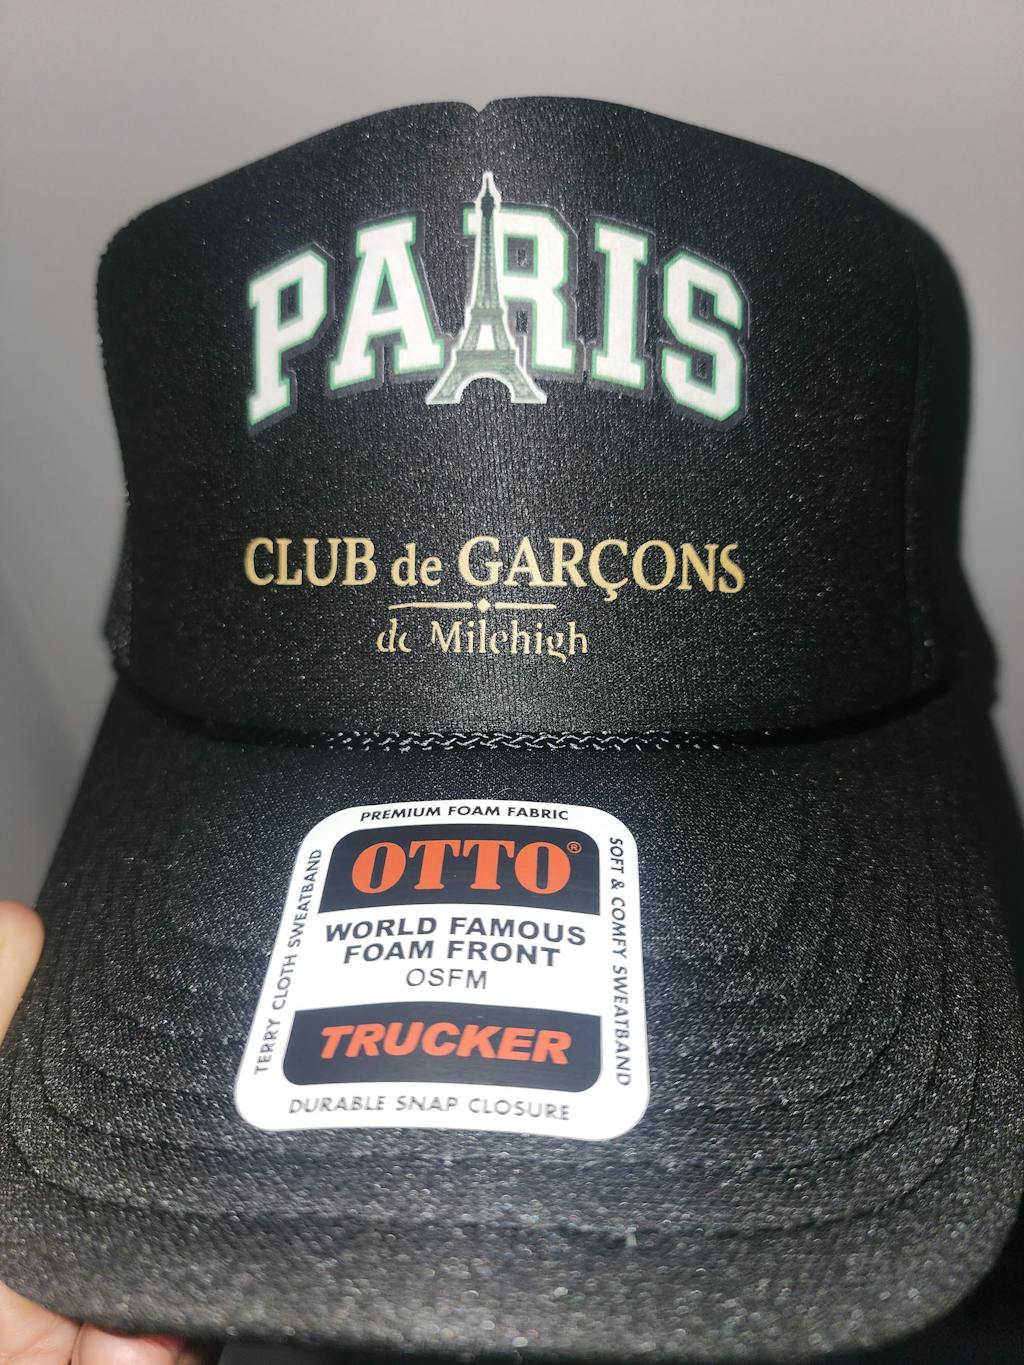 PARIS
CLUB de GARÇONS
de Milehigh
PREMIUM FOAM FABRIC
OTTO®
WORLD FAMOUS
FOAM FRONT
OSFM
TRUCKER
DURABLE SNAP CLOSURE
TERRY CLOTH SWEATBAND
SOFT & COMFY SWEATBAND